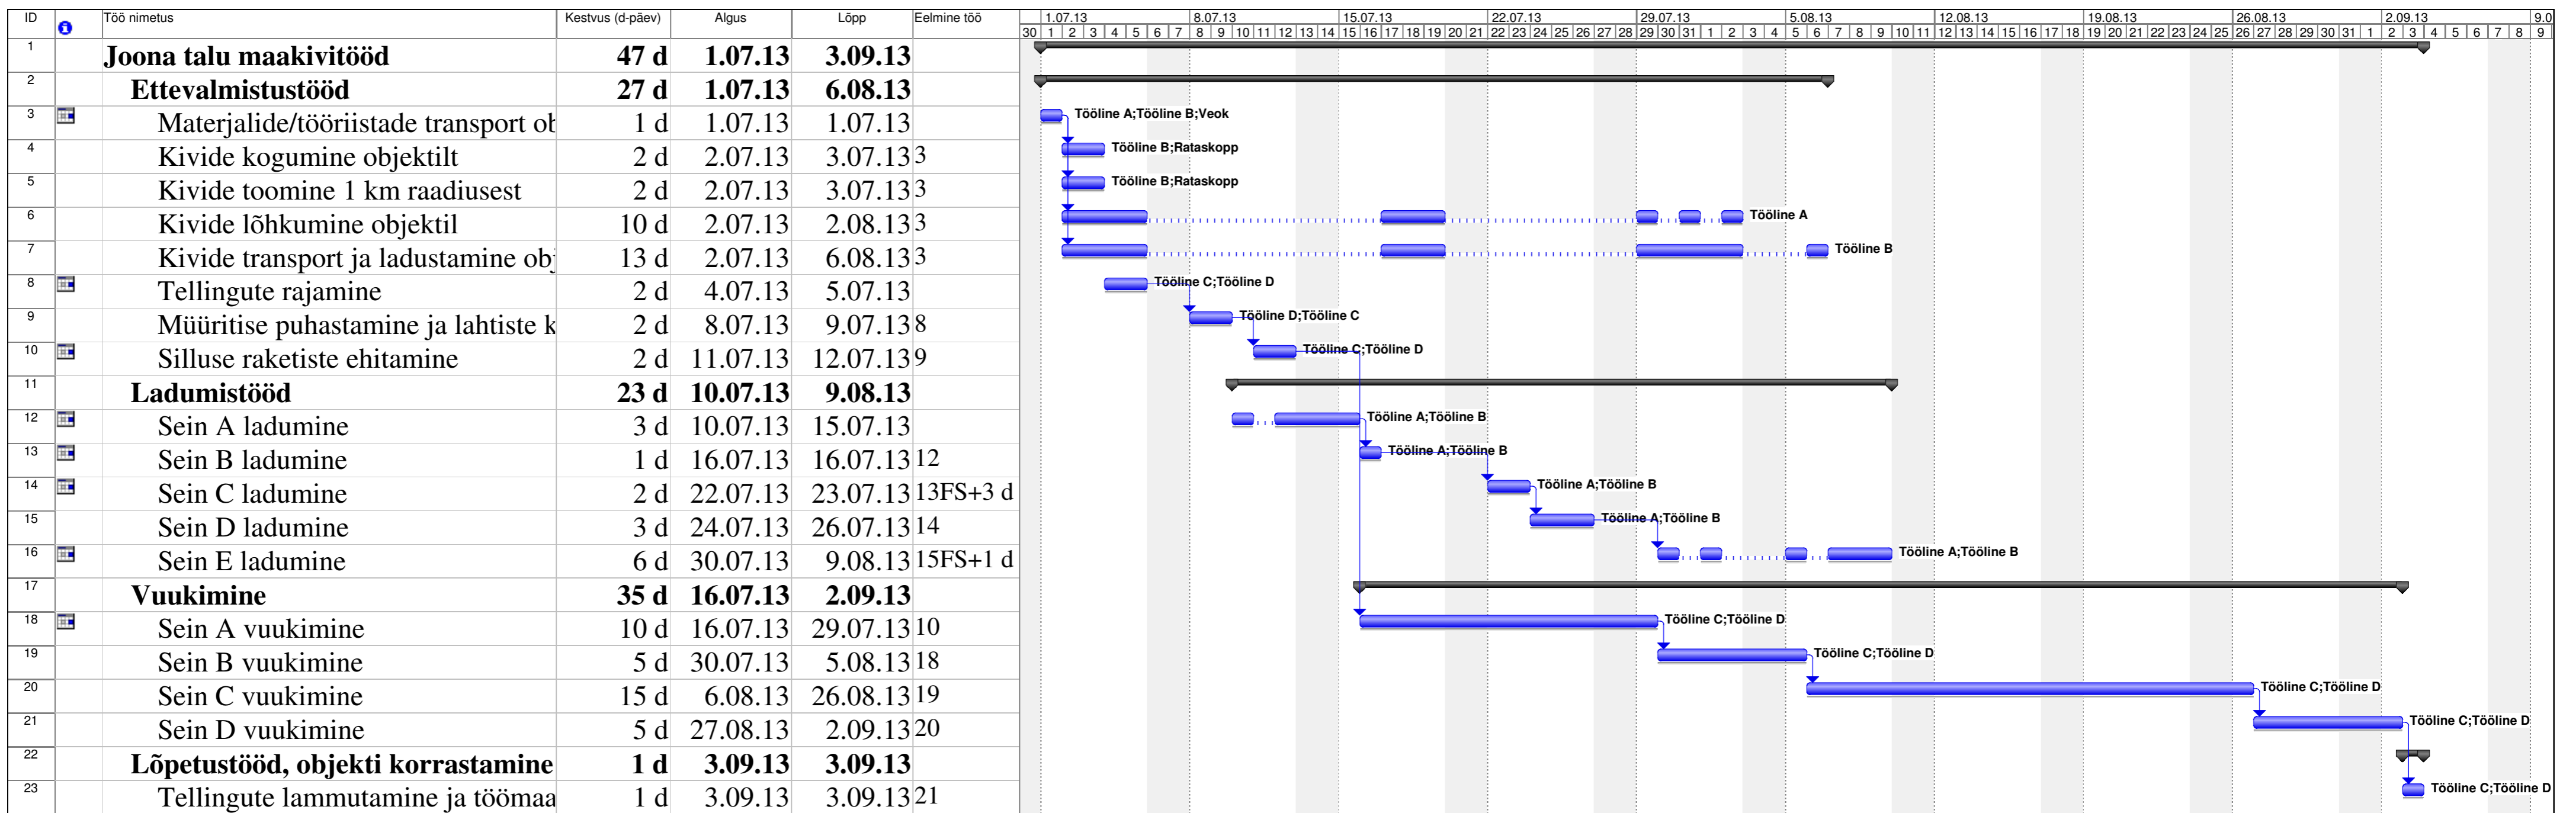 ID Töö nimetus Kestvus (d-päev) Algus Lõpp Eelmine töö 1.07.13 8.07.13 15.07.13 22.07.13 29.07.13 5.08.13 12.08.13 19.08.13 26.08.13 2.09.13 9.0
30 1 2 3 4 5 6 7 8 9 10 11 12 13 14 15 16 17 18 19 20 21 22 23 24 25 26 27 28 29 30 31 1 2 3 4 5 6 7 8 9 10 11 12 13 14 15 16 17 18 19 20 21 22 23 24 25 26 27 28 29 30 31 1 2 3 4 5 6 7 8 9
1 Joona talu maakivitööd 47 d 1.07.13 3.09.13
2 Ettevalmistustööd 27 d 1.07.13 6.08.13
3 Materjalide/tööriistade transport ob 1 d 1.07.13 1.07.13 Tööline A;Tööline B;Veok
4 Kivide kogumine objektilt 2 d 2.07.13 3.07.13 3 Tööline B;Rataskopp
5 Kivide toomine 1 km raadiusest 2 d 2.07.13 3.07.13 3 Tööline B;Rataskopp
6 Kivide lõhkumine objektil 10 d 2.07.13 2.08.13 3 Tööline A
7 Kivide transport ja ladustamine obj 13 d 2.07.13 6.08.13 3 Tööline B
8 Tellingute rajamine 2 d 4.07.13 5.07.13 Tööline C;Tööline D
9 Müüritise puhastamine ja lahtiste k 2 d 8.07.13 9.07.13 8 Tööline D;Tööline C
10 Silluse raketiste ehitamine 2 d 11.07.13 12.07.13 9 Tööline C;Tööline D
11 Ladumistööd 23 d 10.07.13 9.08.13
12 Sein A ladumine 3 d 10.07.13 15.07.13 Tööline A;Tööline B
13 Sein B ladumine 1 d 16.07.13 16.07.13 12 Tööline A;Tööline B
14 Sein C ladumine 2 d 22.07.13 23.07.13 13FS+3 d Tööline A;Tööline B
15 Sein D ladumine 3 d 24.07.13 26.07.13 14 Tööline A;Tööline B
16 Sein E ladumine 6 d 30.07.13 9.08.13 15FS+1 d Tööline A;Tööline B
17 Vuukimine 35 d 16.07.13 2.09.13
18 Sein A vuukimine 10 d 16.07.13 29.07.13 10 Tööline C;Tööline D
19 Sein B vuukimine 5 d 30.07.13 5.08.13 18 Tööline C;Tööline D
20 Sein C vuukimine 15 d 6.08.13 26.08.13 19 Tööline C;Tööline D
21 Sein D vuukimine 5 d 27.08.13 2.09.13 20 Tööline C;Tööline D
22 Lõpetustööd, objekti korrastamine 1 d 3.09.13 3.09.13
23 Tellingute lammutamine ja töömaa 1 d 3.09.13 3.09.13 21 Tööline C;Tööline D